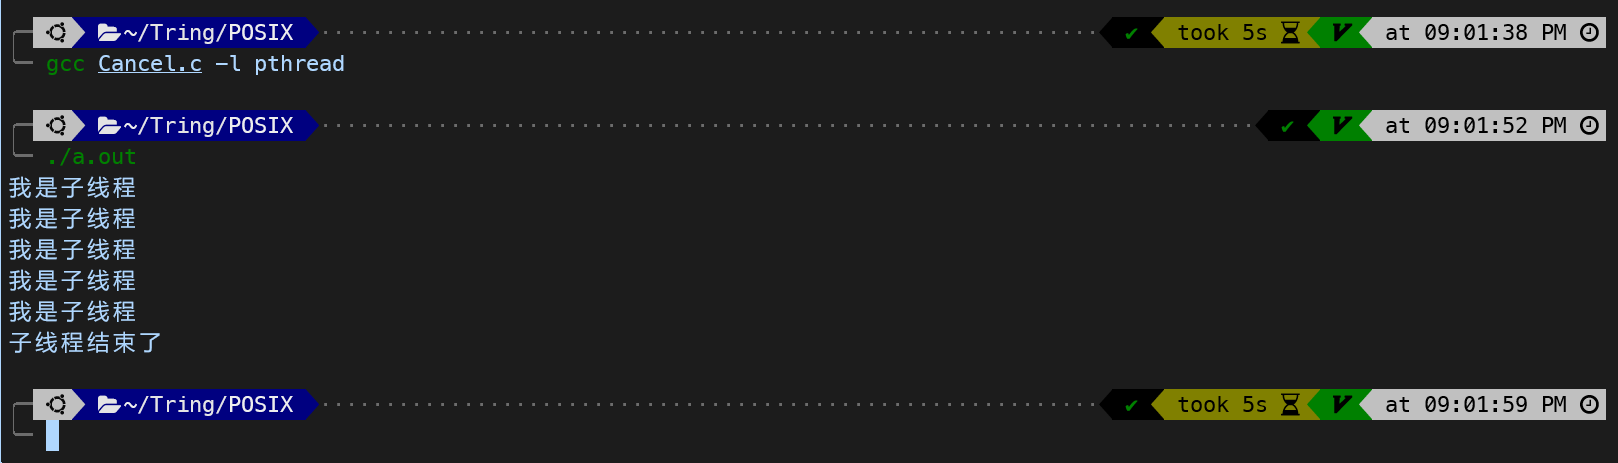 ~/Tring/POSIX ✔ took 5s at 09:01:38 PM
gcc Cancel.c -l pthread
~/Tring/POSIX ✔ at 09:01:52 PM
./a.out
我是子线程
我是子线程
我是子线程
我是子线程
我是子线程
子线程结束了
~/Tring/POSIX ✔ took 5s at 09:01:59 PM